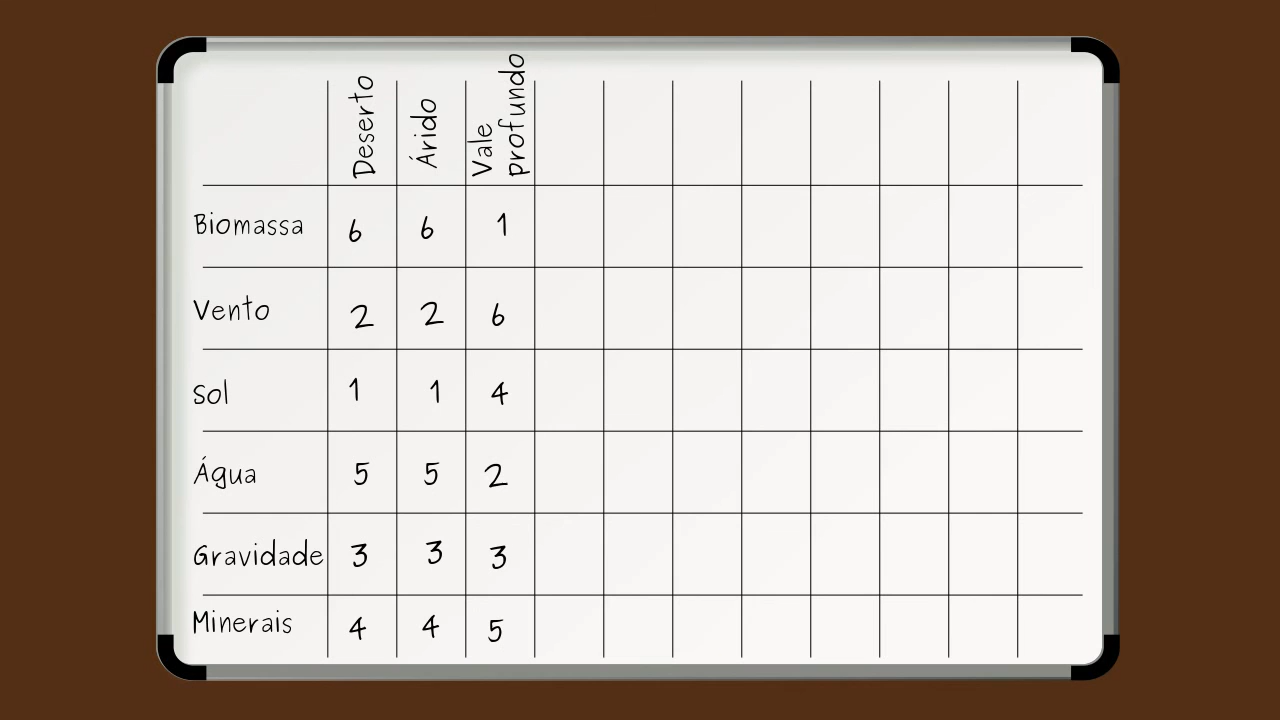 Deserto Árido Vale profundo
Biomassa 6 6 1
Vento 2 2 6
Sol 1 1 4
Água 5 5 2
Gravidade 3 3 3
Minerais 4 4 5